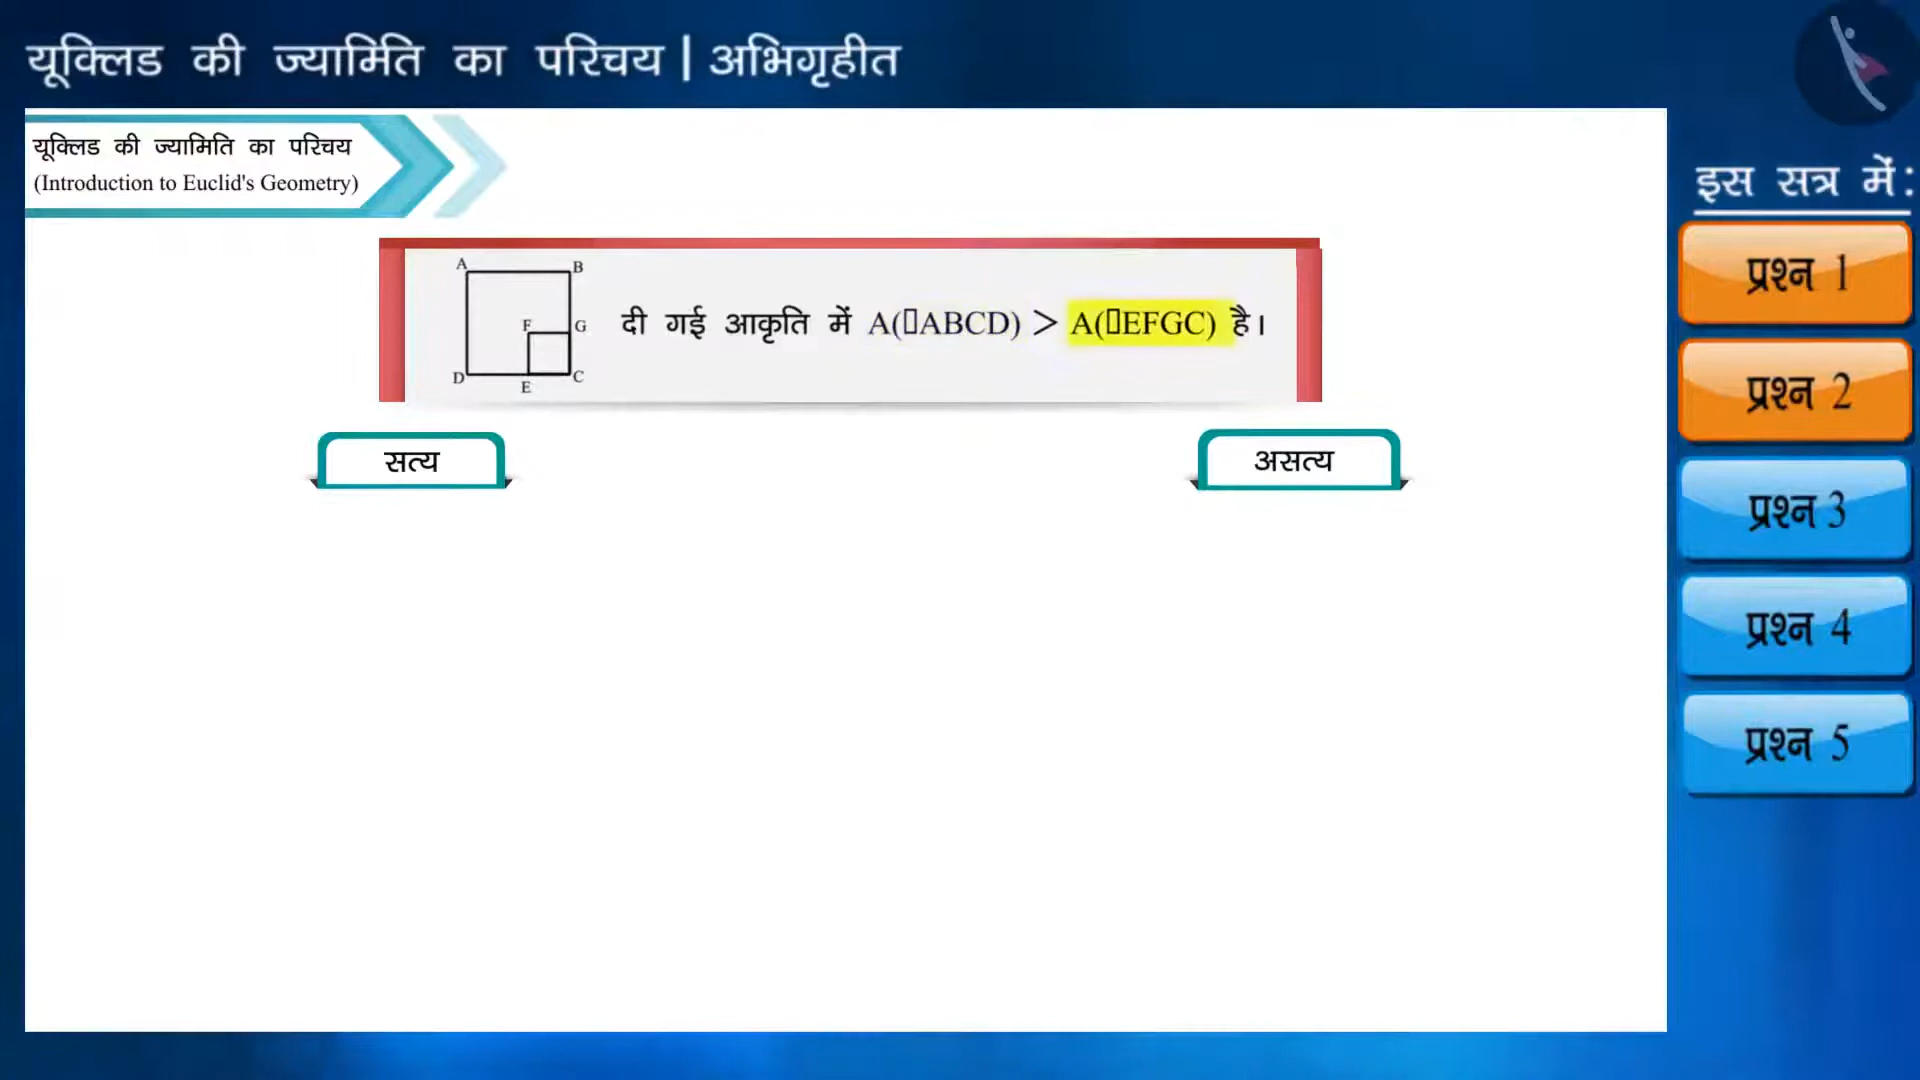 यूक्लिड की ज्यामिति का परिचय | अभिगृहीत
यूक्लिड की ज्यामिति का परिचय
(Introduction to Euclid's Geometry)
A
B
F
G
D
E
C
दी गई आकृति में A(▯ABCD) > A(▯EFGC) है।
सत्य
असत्य
इस सत्र में:
प्रश्न 1
प्रश्न 2
प्रश्न 3
प्रश्न 4
प्रश्न 5